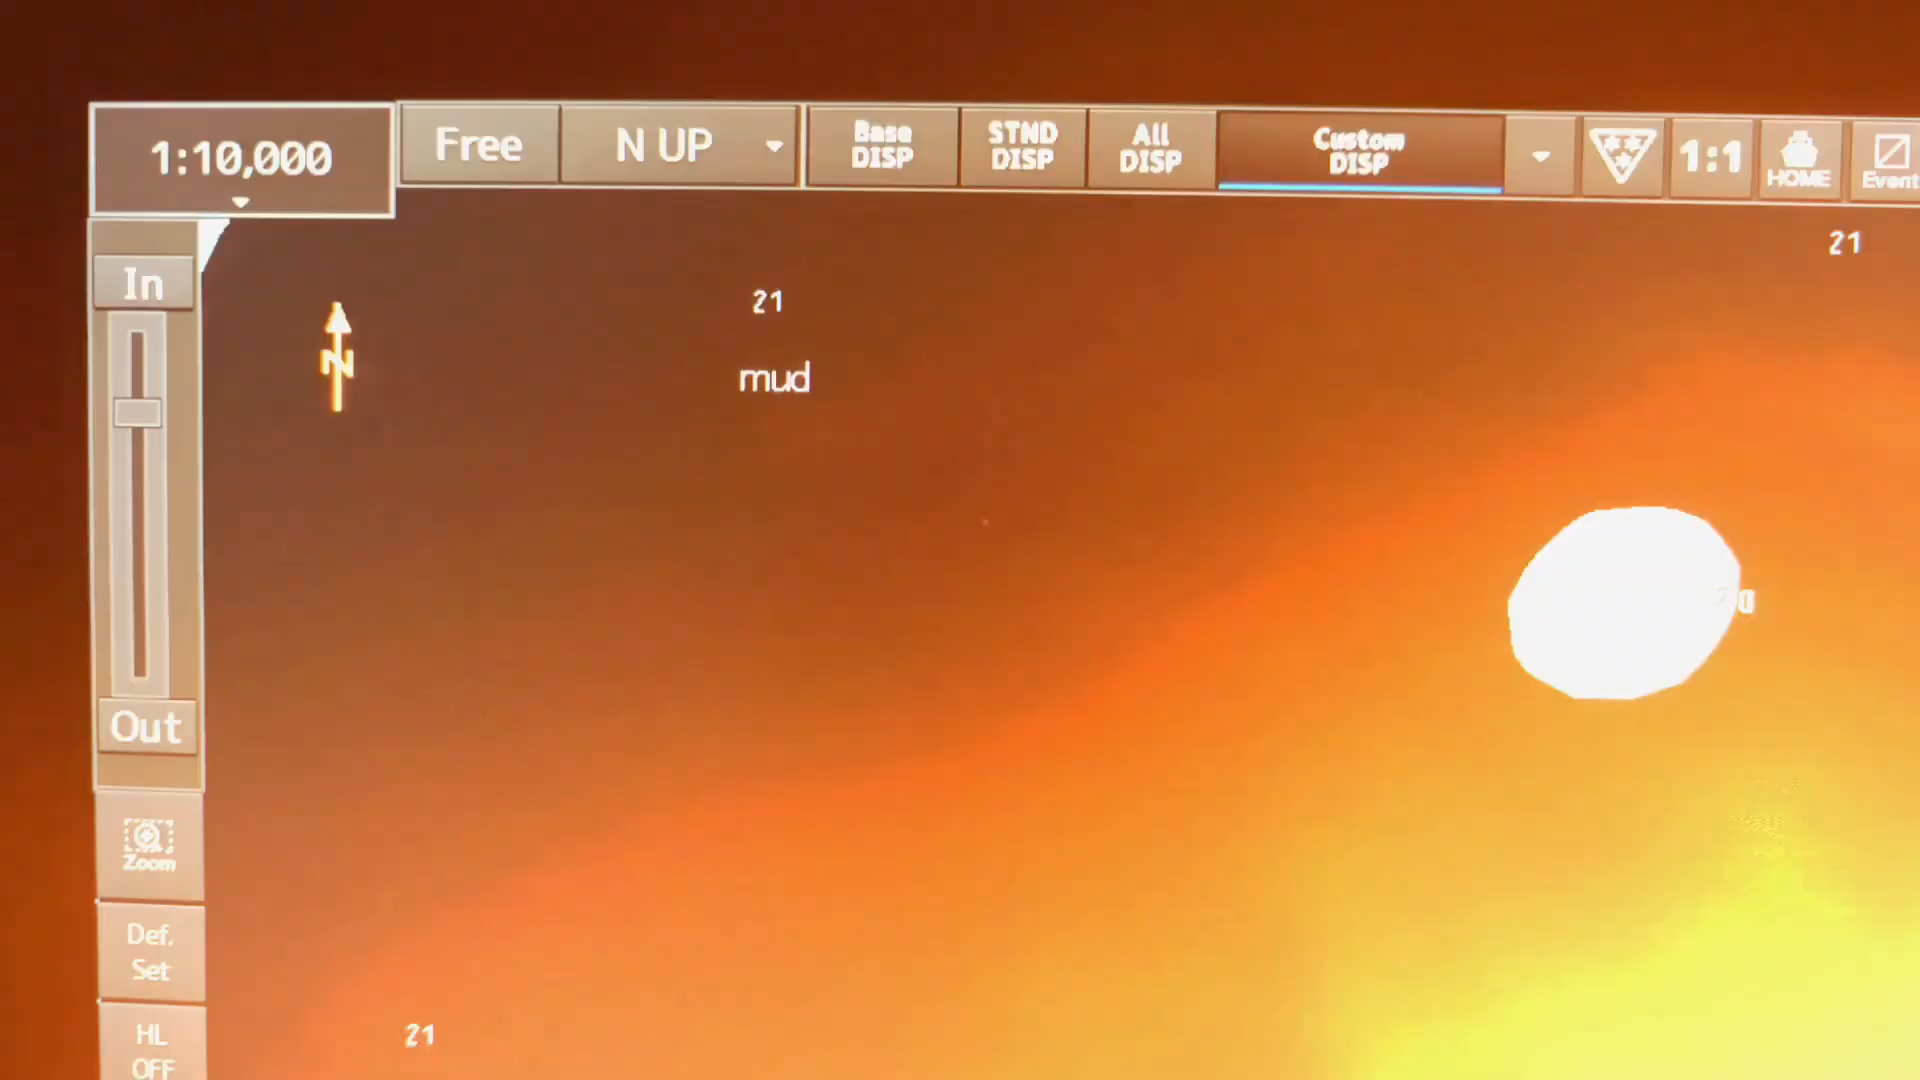 1:10,000
Free
N UP
Base
DISP
STND
DISP
All
DISP
Custom
DISP
1:1
HOME
Event
In
N
21
21
mud
Out
Zoom
Def.
Set
21
HL
OFF